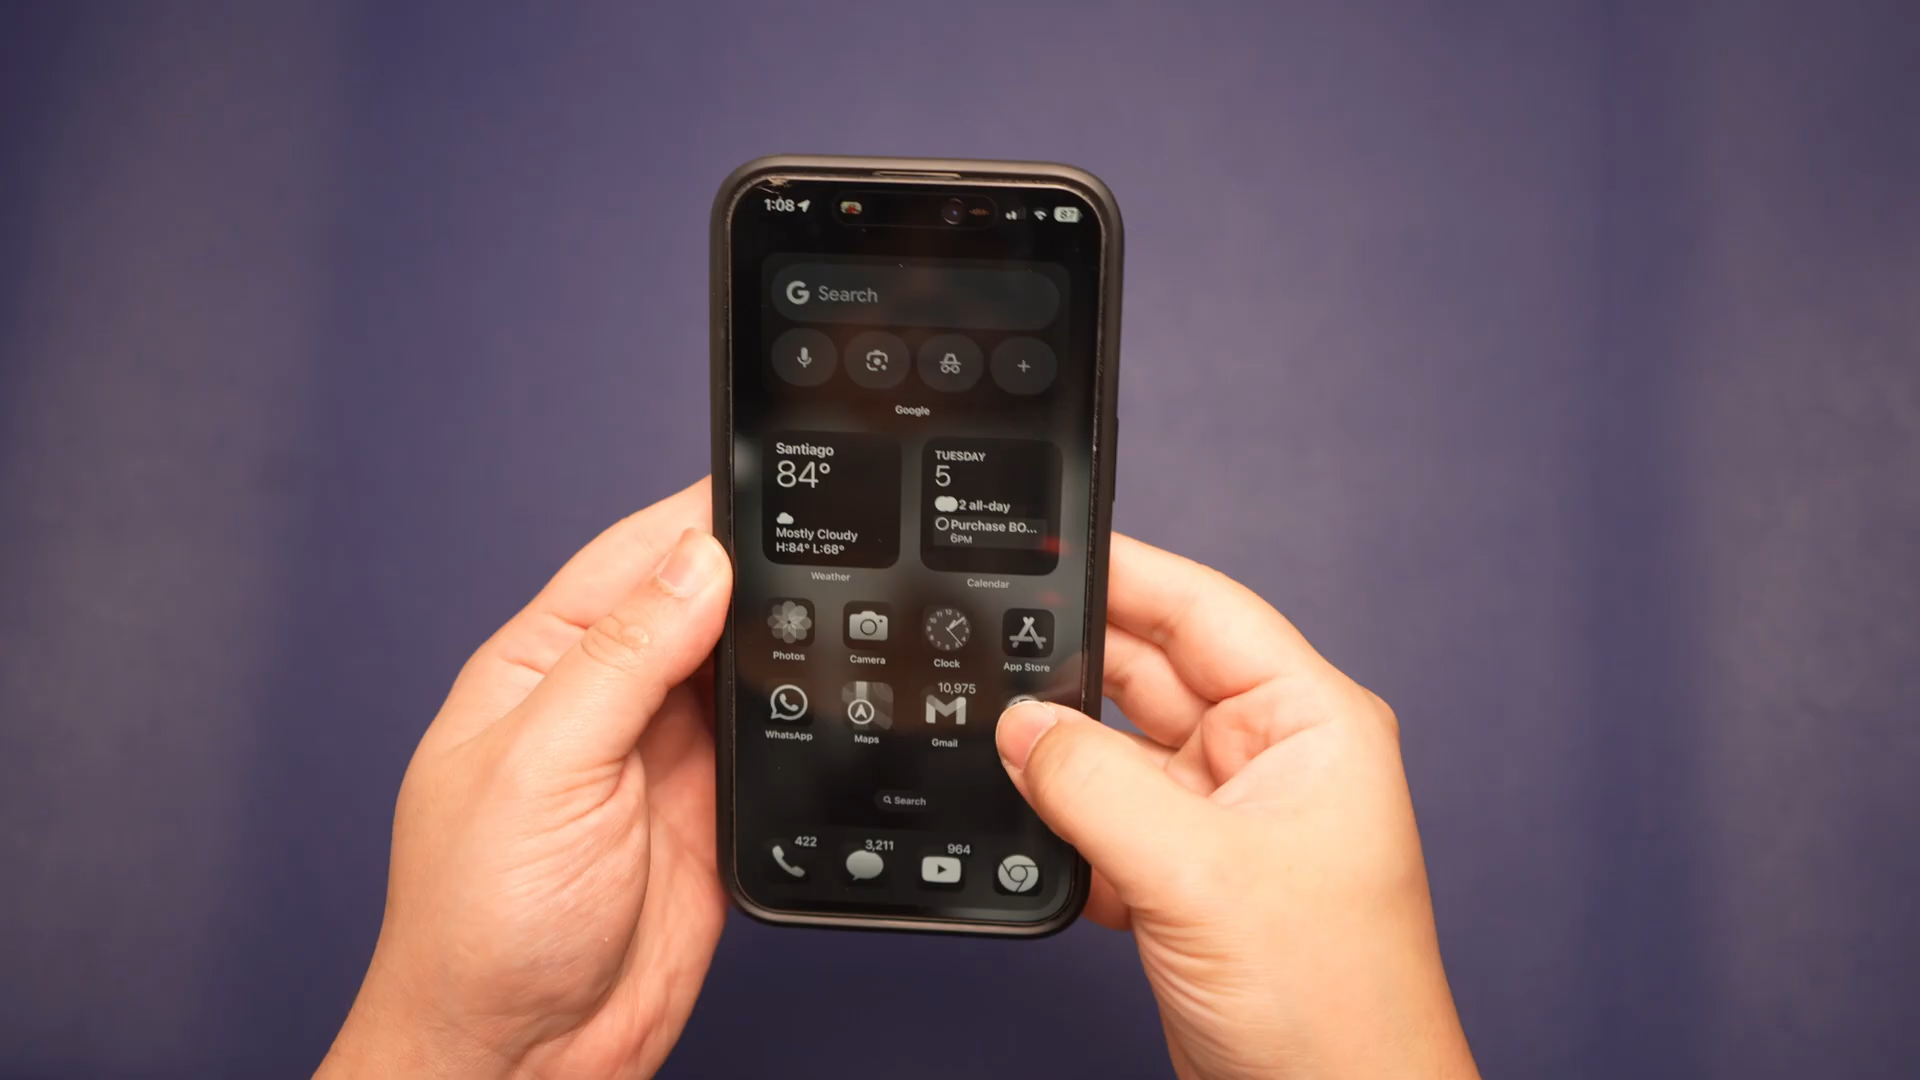 1:08
87
Search
Google
Santiago
84°
Mostly Cloudy
H:84° L:68°
Weather
TUESDAY
5
2 all-day
Purchase BO...
6PM
Calendar
Photos
Camera
Clock
App Store
10,975
WhatsApp
Maps
Gmail
Search
422
3,211
964